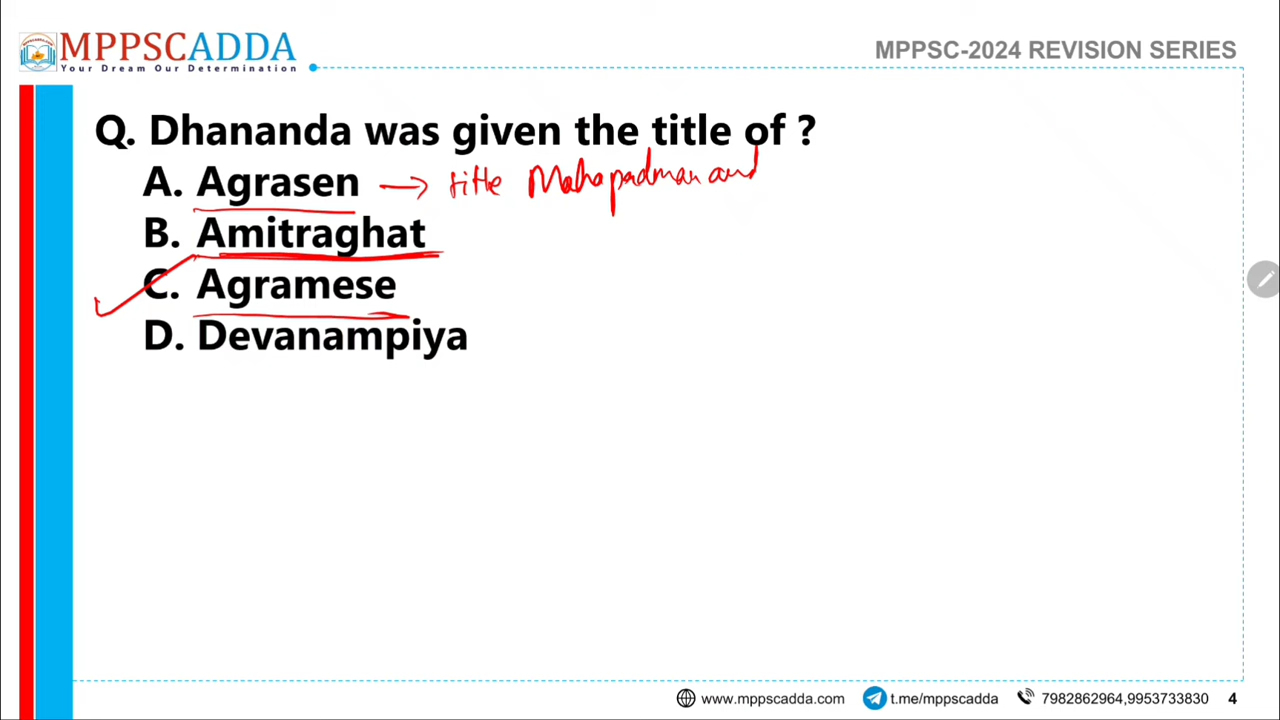 MPPSCADDA
Your Dream Our Determination
MPPSC-2024 REVISION SERIES
Q. Dhananda was given the title of ?
A. Agrasen → title Mahapadmanand
B. Amitraghat
C. Agramese
D. Devanampiya
www.mppscadda.com t.me/mppscadda 7982862964,9953733830 4